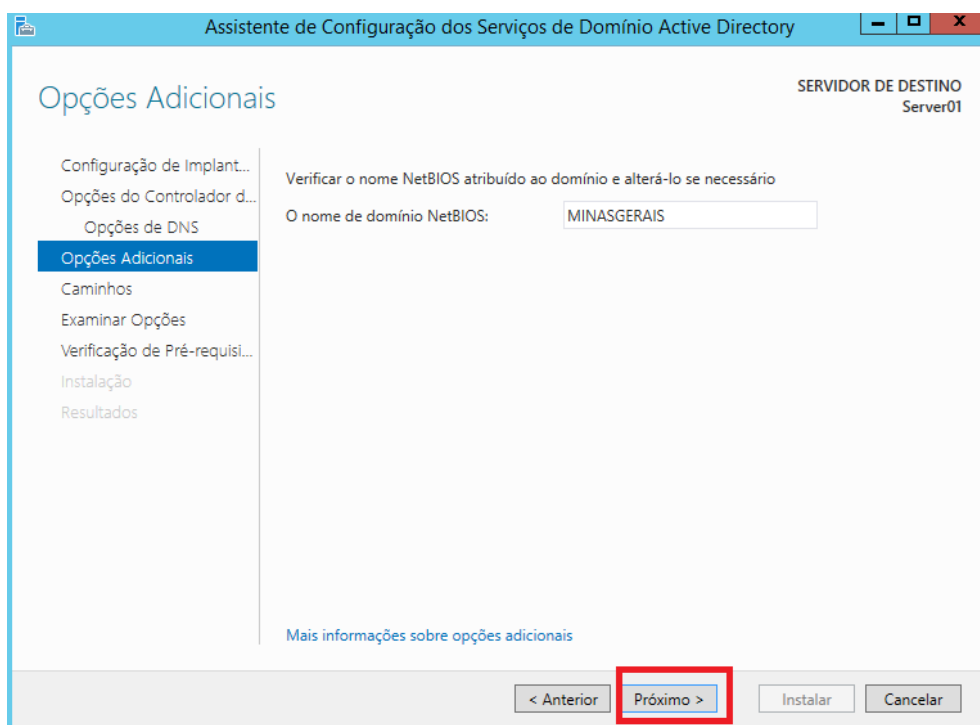 Assistente de Configuração dos Serviços de Domínio Active Directory
Opções Adicionais
SERVIDOR DE DESTINO
Server01
Configuração de Implant...
Opções do Controlador d...
Opções de DNS
Opções Adicionais
Caminhos
Examinar Opções
Verificação de Pré-requisi...
Instalação
Resultados
Verificar o nome NetBIOS atribuído ao domínio e alterá-lo se necessário
O nome de domínio NetBIOS: MINASGERAIS
Mais informações sobre opções adicionais
< Anterior Próximo > Instalar Cancelar